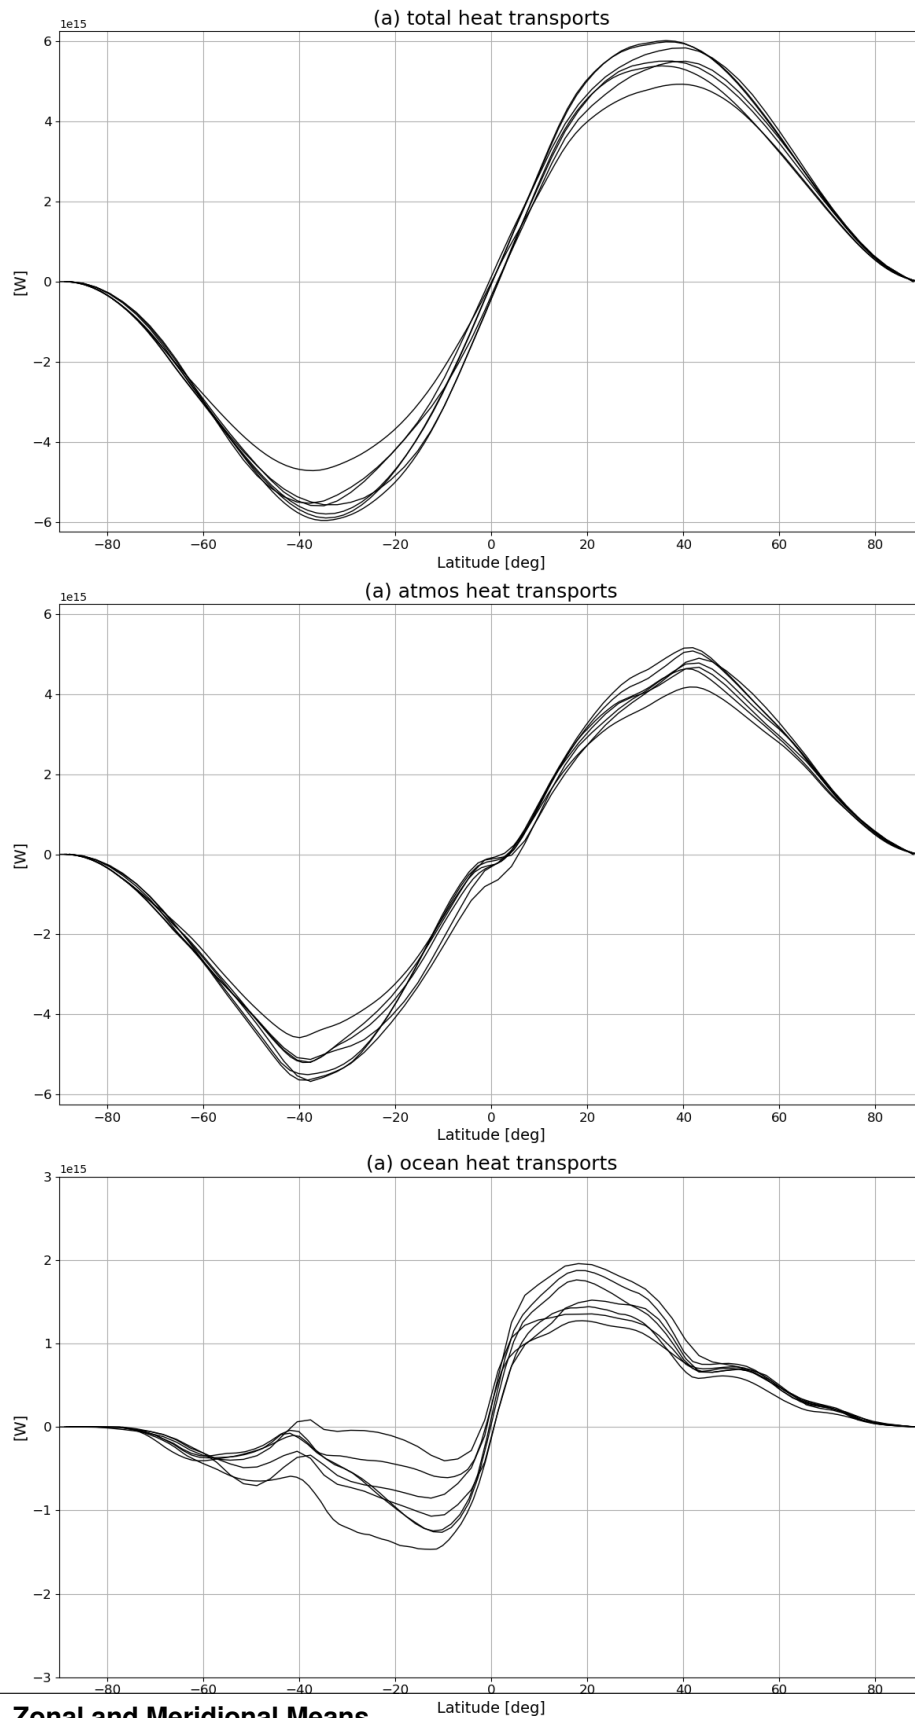 (a) total heat transports
1e15
6
4
2
0
−2
−4
−6
[W]
−80 −60 −40 −20 0 20 40 60 80
Latitude [deg]
(a) atmos heat transports
1e15
6
4
2
0
−2
−4
−6
[W]
−80 −60 −40 −20 0 20 40 60 80
Latitude [deg]
(a) ocean heat transports
1e15
3
2
1
0
−1
−2
−3
[W]
−80 −60 −40 −20 0 20 40 60 80
Latitude [deg]
Zonal and Meridional Means